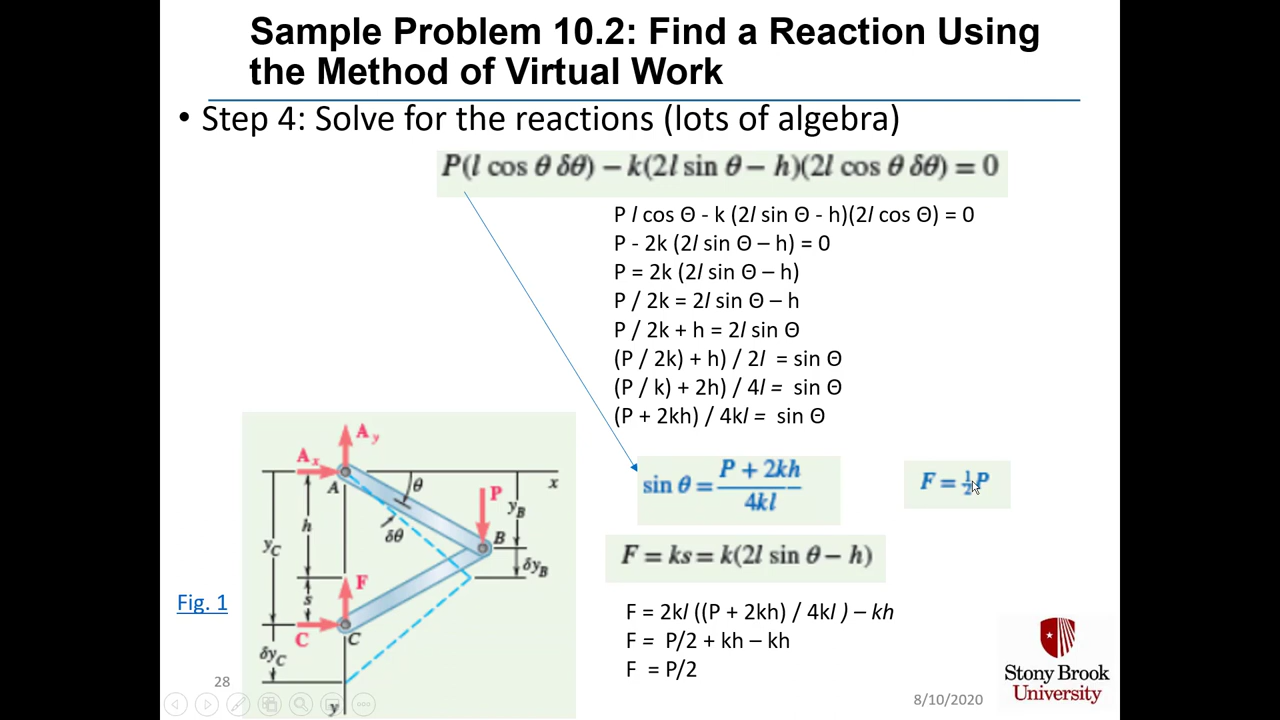 Sample Problem 10.2: Find a Reaction Using
the Method of Virtual Work
• Step 4: Solve for the reactions (lots of algebra)
P(l cos θ δθ) − k(2l sin θ − h)(2l cos θ δθ) = 0
P l cos Θ - k (2l sin Θ - h)(2l cos Θ) = 0
P - 2k (2l sin Θ – h) = 0
P = 2k (2l sin Θ – h)
P / 2k = 2l sin Θ – h
P / 2k + h = 2l sin Θ
(P / 2k) + h) / 2l = sin Θ
(P / k) + 2h) / 4l = sin Θ
(P + 2kh) / 4kl = sin Θ
sin θ = P + 2kh / 4kl
F = ½P
F = ks = k(2l sin θ − h)
F = 2kl ((P + 2kh) / 4kl ) – kh
F = P/2 + kh – kh
F = P/2
Ay
Ax
A
θ
x
P
yB
h
δθ
B
yC
δyB
F
s
C
C
δyC
y
Fig. 1
28
8/10/2020
Stony Brook
University